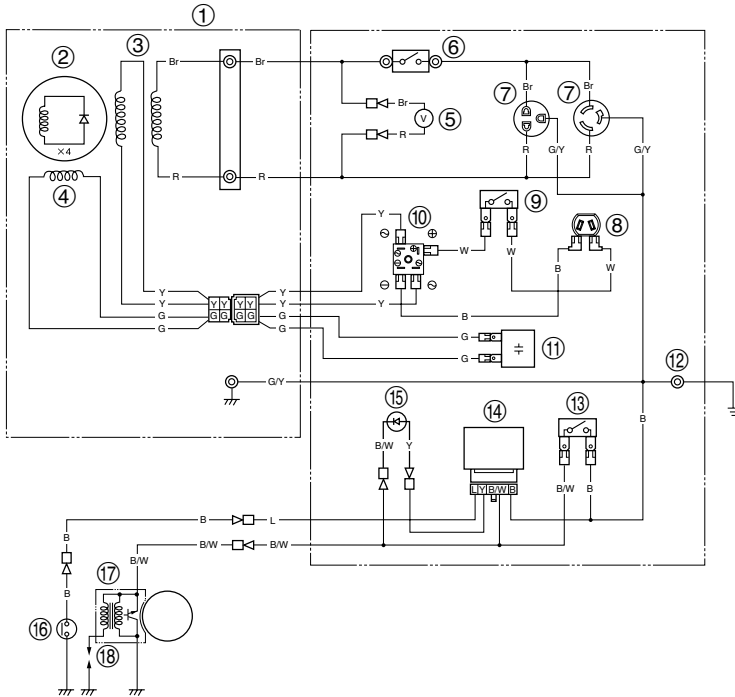 ①
② ③
Br Br
×4
④
R R
⑥
Br Br
Br
⑤
V
R
⑦ ⑦
R G/Y R G/Y
⑨
⑩
Y
W W
⑧
B W
Y Y
Y Y Y Y Y Y
G G G G G G
G G
B
G
G
⑪
G/Y
⑫
⑮ ⑭ ⑬
B
B/W Y
L Y B/W B
B/W B
B L
B/W B/W
B
B
B/W
⑰
⑯
⑱